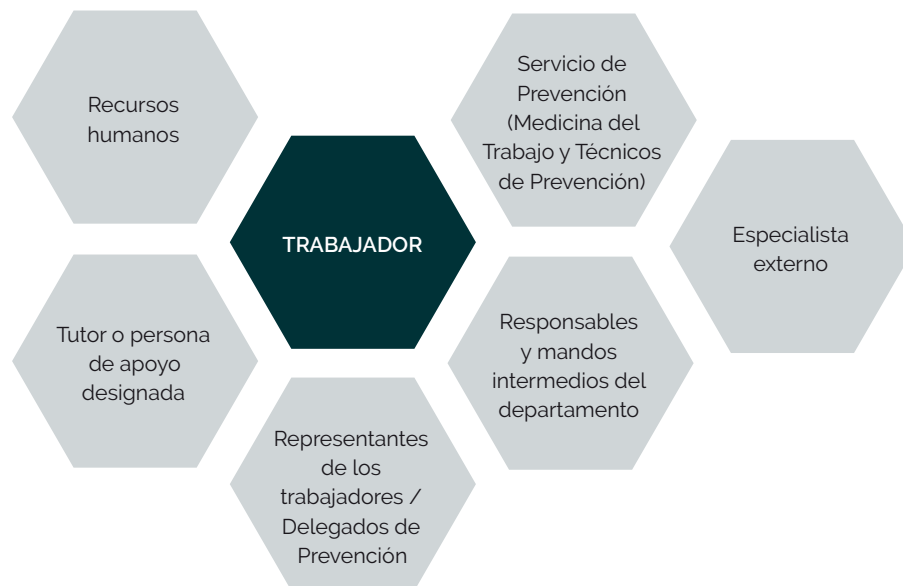 Recursos
humanos
Servicio de
Prevención
(Medicina del
Trabajo y Técnicos
de Prevención)
TRABAJADOR
Especialista
externo
Tutor o persona
de apoyo
designada
Responsables
y mandos
intermedios del
departamento
Representantes
de los
trabajadores /
Delegados de
Prevención